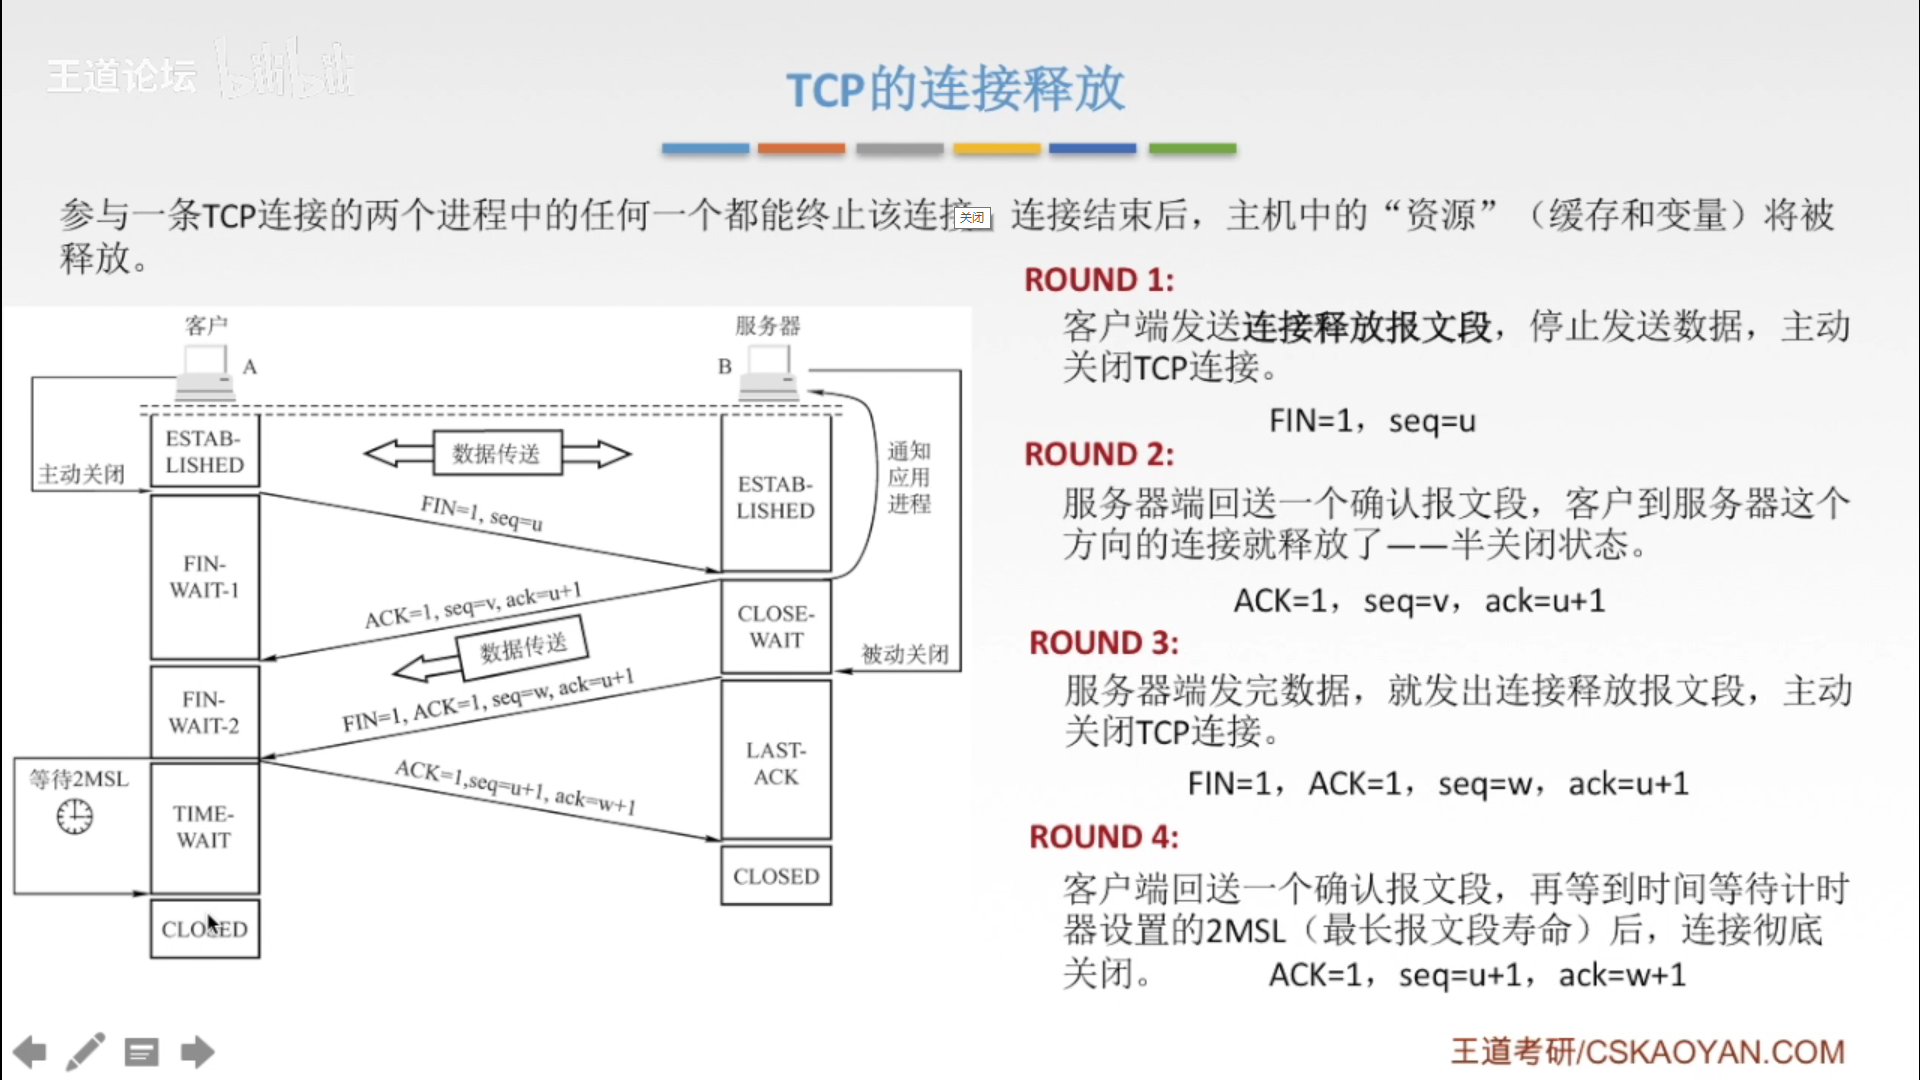 王道论坛 bilibili
TCP的连接释放
参与一条TCP连接的两个进程中的任何一个都能终止该连接，连接结束后，主机中的“资源”（缓存和变量）将被
释放。
关闭
客户
A
服务器
B
主动关闭
ESTAB-
LISHED
数据传送
ESTAB-
LISHED
通知
应用
进程
FIN=1, seq=u
FIN-
WAIT-1
ACK=1, seq=v, ack=u+1
CLOSE-
WAIT
数据传送
被动关闭
FIN-
WAIT-2
FIN=1, ACK=1, seq=w, ack=u+1
LAST-
ACK
等待2MSL
TIME-
WAIT
ACK=1,seq=u+1, ack=w+1
CLOSED
CLOSED
ROUND 1:
客户端发送连接释放报文段，停止发送数据，主动
关闭TCP连接。
FIN=1，seq=u
ROUND 2:
服务器端回送一个确认报文段，客户到服务器这个
方向的连接就释放了——半关闭状态。
ACK=1，seq=v，ack=u+1
ROUND 3:
服务器端发完数据，就发出连接释放报文段，主动
关闭TCP连接。
FIN=1，ACK=1，seq=w，ack=u+1
ROUND 4:
客户端回送一个确认报文段，再等到时间等待计时
器设置的2MSL（最长报文段寿命）后，连接彻底
关闭。 ACK=1，seq=u+1，ack=w+1
王道考研/CSKAOYAN.COM